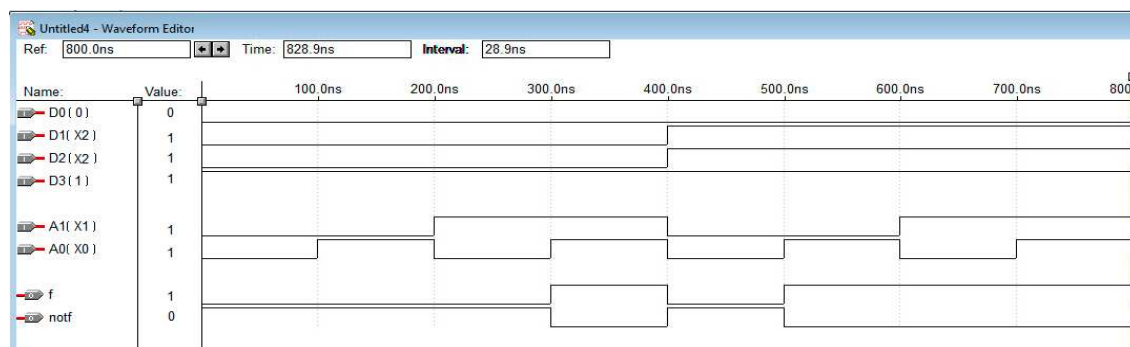 Untitled4 - Waveform Editor
Ref: 800.0ns Time: 828.9ns Interval: 28.9ns
Name: Value: 100.0ns 200.0ns 300.0ns 400.0ns 500.0ns 600.0ns 700.0ns 800
D0( 0) 0
D1( X2 ) 1
D2( X2 ) 1
D3( 1 ) 1
A1( X1 ) 1
A0( X0 ) 1
f 1
notf 0